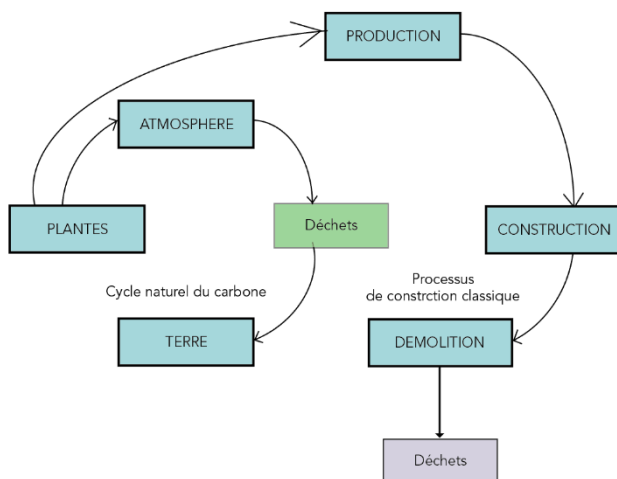 PRODUCTION
ATMOSPHERE
PLANTES
Déchets
CONSTRUCTION
Cycle naturel du carbone
Processus
de constrction classique
TERRE
DEMOLITION
Déchets